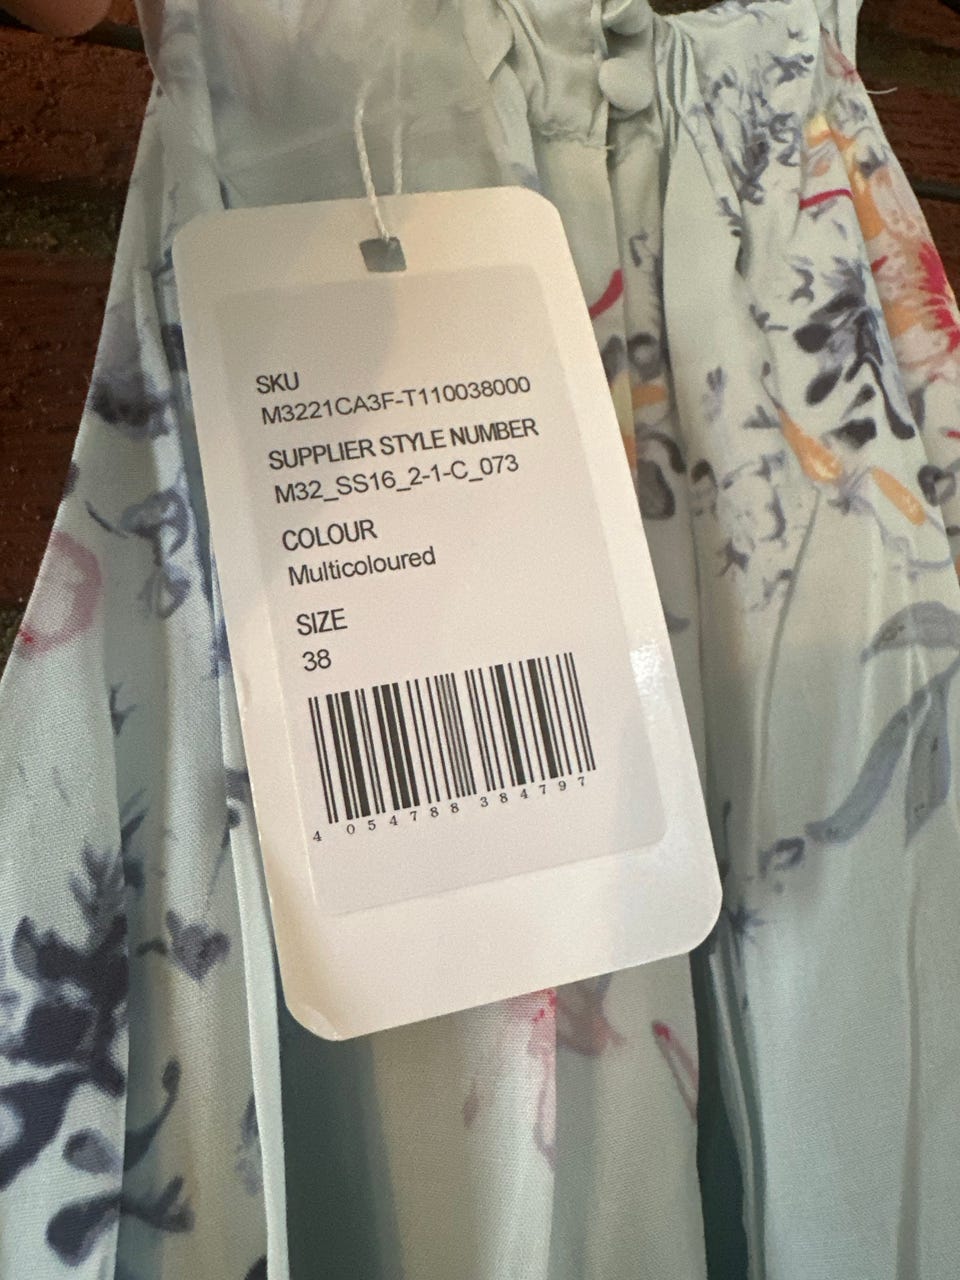 SKU
M3221CA3F-T110038000
SUPPLIER STYLE NUMBER
M32_SS16_2-1-C_073
COLOUR
Multicoloured
SIZE
38
4 054788 384797